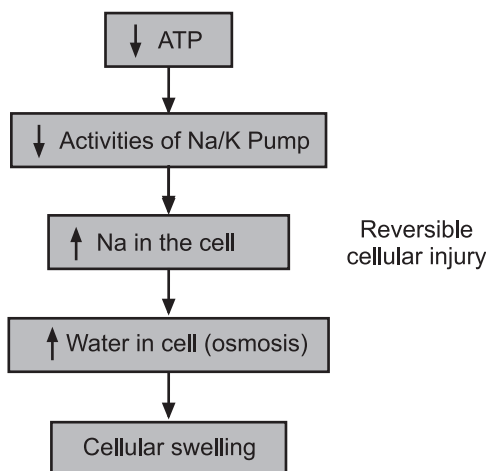 ↓ ATP
↓ Activities of Na/K Pump
↑ Na in the cell
Reversible
cellular injury
↑ Water in cell (osmosis)
Cellular swelling